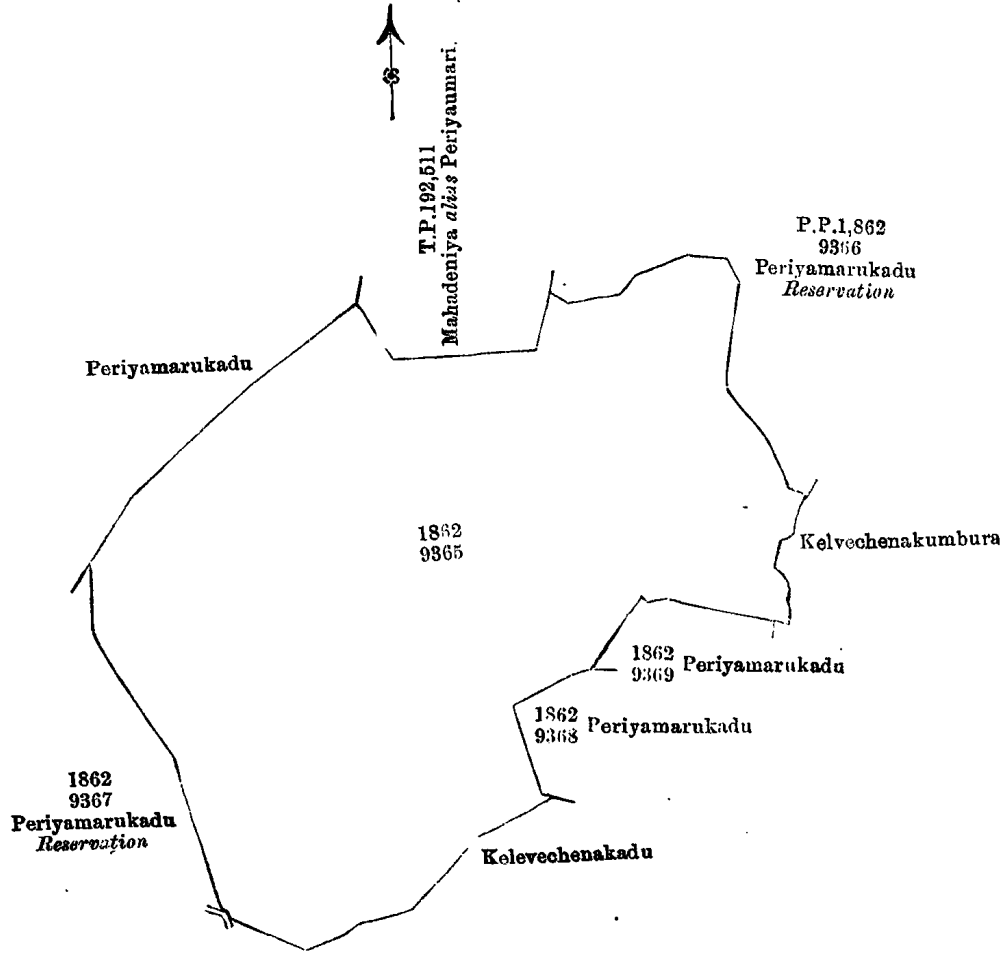 T.P.192,511
Mahadeniya alias Periyaumari.
P.P.1,862
9366
Periyamarukadu
Reservation
Periyamarukadu
1862
9365
Kelvechenakumbura
1862
9369
Periyamarukadu
1862
9368
Periyamarukadu
1862
9367
Periyamarukadu
Reservation
Kelevechenakadu